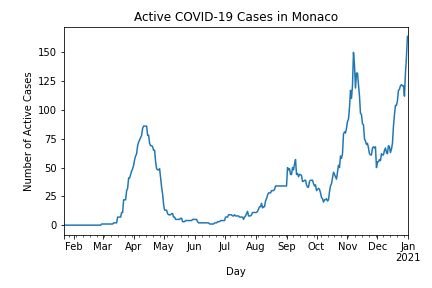 Active COVID-19 Cases in Monaco
Number of Active Cases
150
125
100
75
50
25
0
Feb Mar Apr May Jun Jul Aug Sep Oct Nov Dec Jan
2021
Day